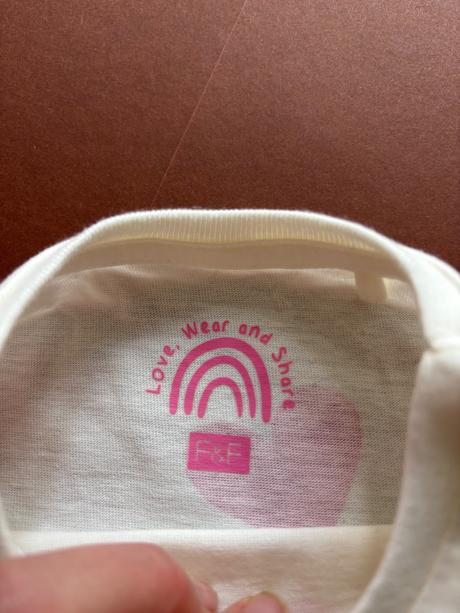 Love, Wear and Share
F&F